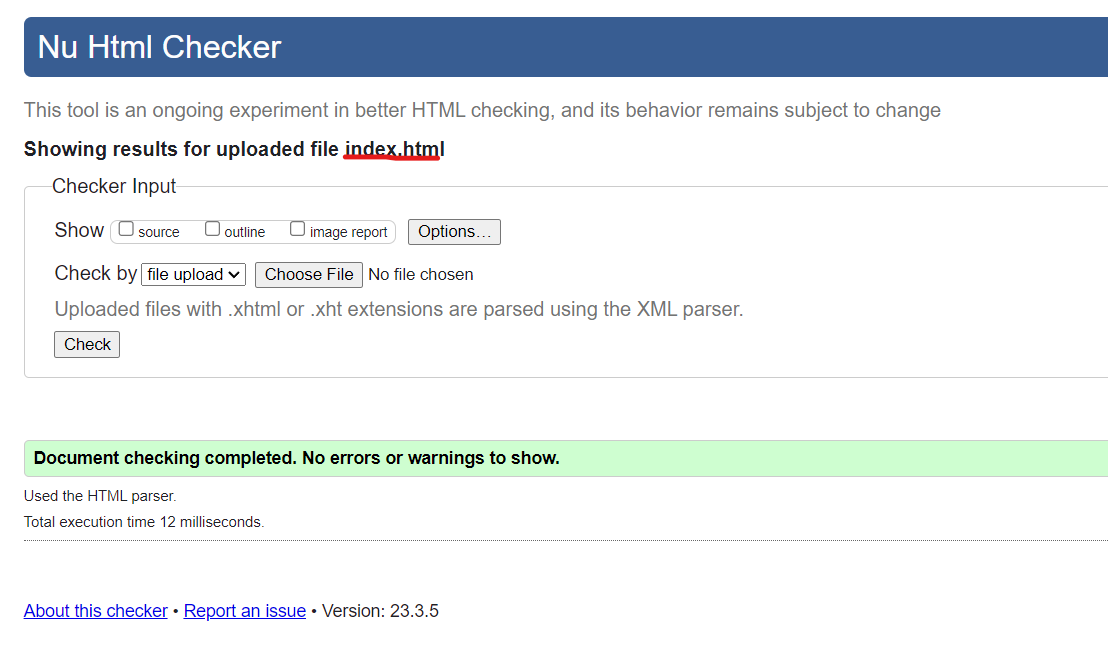 Nu Html Checker
This tool is an ongoing experiment in better HTML checking, and its behavior remains subject to change
Showing results for uploaded file index.html
Checker Input
Show source outline image report Options...
Check by file upload Choose File No file chosen
Uploaded files with .xhtml or .xht extensions are parsed using the XML parser.
Check
Document checking completed. No errors or warnings to show.
Used the HTML parser.
Total execution time 12 milliseconds.
About this checker • Report an issue • Version: 23.3.5